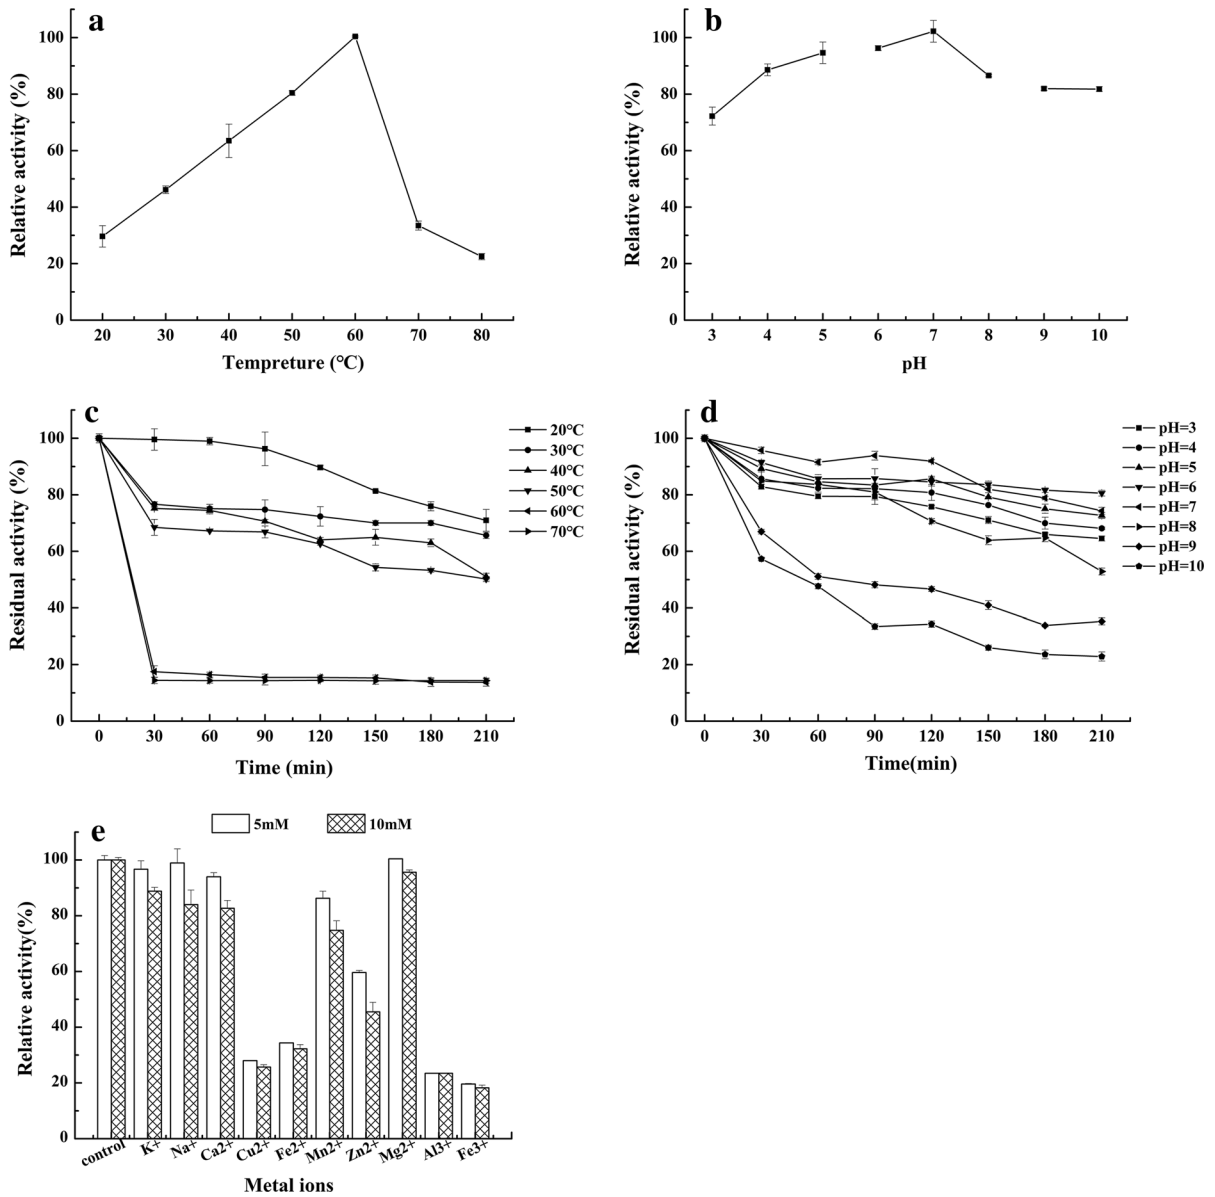 a
Relative activity (%)
100
80
60
40
20
0
20 30 40 50 60 70 80
Tempreture (°C)
b
Relative activity (%)
100
80
60
40
20
0
3 4 5 6 7 8 9 10
pH
c
Residual activity (%)
100
80
60
40
20
0
0 30 60 90 120 150 180 210
Time (min)
20°C
30°C
40°C
50°C
60°C
70°C
d
Residual activity (%)
100
80
60
40
20
0
0 30 60 90 120 150 180 210
Time(min)
pH=3
pH=4
pH=5
pH=6
pH=7
pH=8
pH=9
pH=10
e
5mM 10mM
Relative activity(%)
100
80
60
40
20
0
control K+ Na+ Ca2+ Cu2+ Fe2+ Mn2+ Zn2+ Mg2+ Al3+ Fe3+
Metal ions